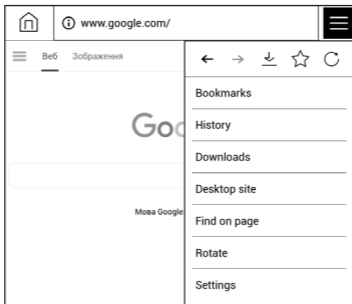 www.google.com/
Веб Зображення
Bookmarks
History
Downloads
Desktop site
Find on page
Rotate
Settings
Мова Google: